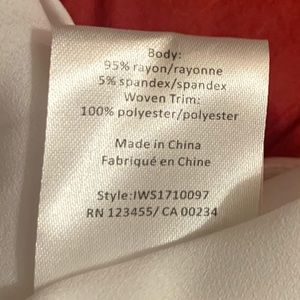 Body:
95% rayon/rayonne
5% spandex/spandex
Woven Trim:
100% polyester/polyester
Made in China
Fabriqué en Chine
Style:IWS1710097
RN 123455/ CA 00234